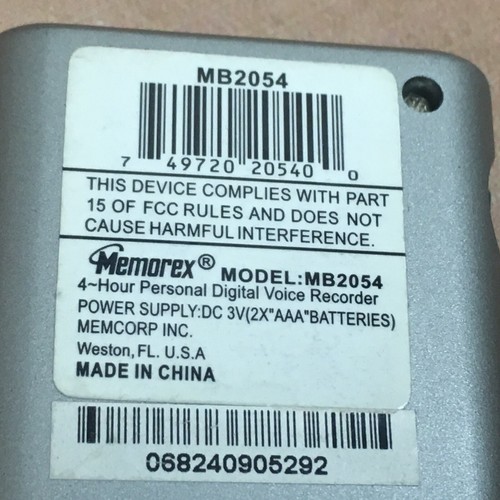 MB2054
7 49720 20540 0
THIS DEVICE COMPLIES WITH PART
15 OF FCC RULES AND DOES NOT
CAUSE HARMFUL INTERFERENCE.
Memorex® MODEL:MB2054
4~Hour Personal Digital Voice Recorder
POWER SUPPLY:DC 3V(2X"AAA"BATTERIES)
MEMCORP INC.
Weston, FL. U.S.A
MADE IN CHINA
068240905292